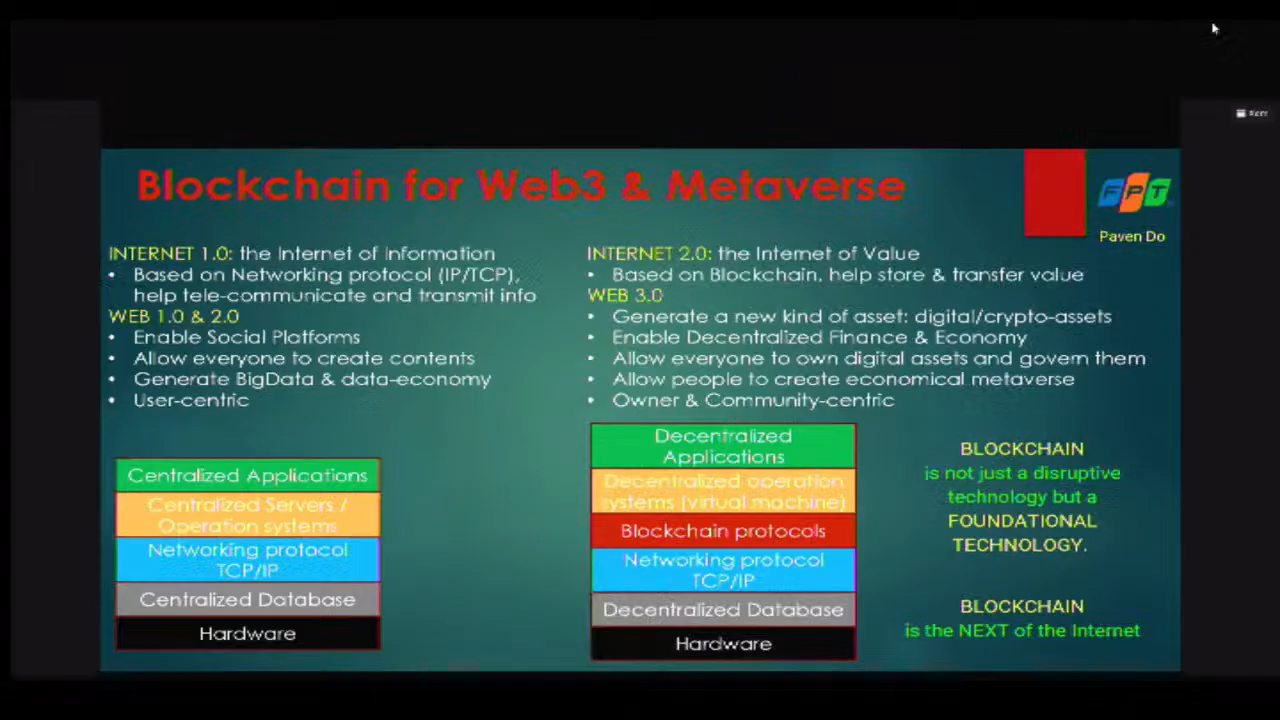 Blockchain for Web3 & Metaverse
FPT
Paven Do
INTERNET 1.0: the Internet of Information
• Based on Networking protocol (IP/TCP),
help tele-communicate and transmit info
WEB 1.0 & 2.0
• Enable Social Platforms
• Allow everyone to create contents
• Generate BigData & data-economy
• User-centric
INTERNET 2.0: the Internet of Value
• Based on Blockchain, help store & transfer value
WEB 3.0
• Generate a new kind of asset: digital/crypto-assets
• Enable Decentralized Finance & Economy
• Allow everyone to own digital assets and govern them
• Allow people to create economical metaverse
• Owner & Community-centric
Centralized Applications
Centralized Servers /
Operation systems
Networking protocol
TCP/IP
Centralized Database
Hardware
Decentralized
Applications
Decentralized operation
systems (virtual machine)
Blockchain protocols
Networking protocol
TCP/IP
Decentralized Database
Hardware
BLOCKCHAIN
is not just a disruptive
technology but a
FOUNDATIONAL
TECHNOLOGY.
BLOCKCHAIN
is the NEXT of the Internet